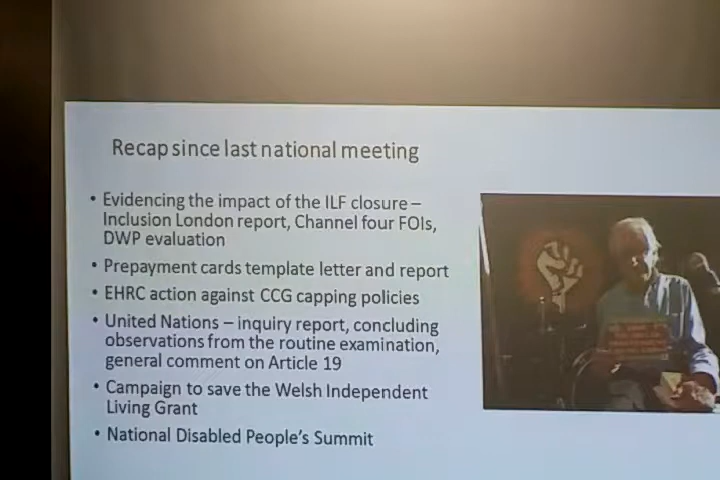 Recap since last national meeting
• Evidencing the impact of the ILF closure –
Inclusion London report, Channel four FOIs,
DWP evaluation
• Prepayment cards template letter and report
• EHRC action against CCG capping policies
• United Nations – inquiry report, concluding
observations from the routine examination,
general comment on Article 19
• Campaign to save the Welsh Independent
Living Grant
• National Disabled People's Summit